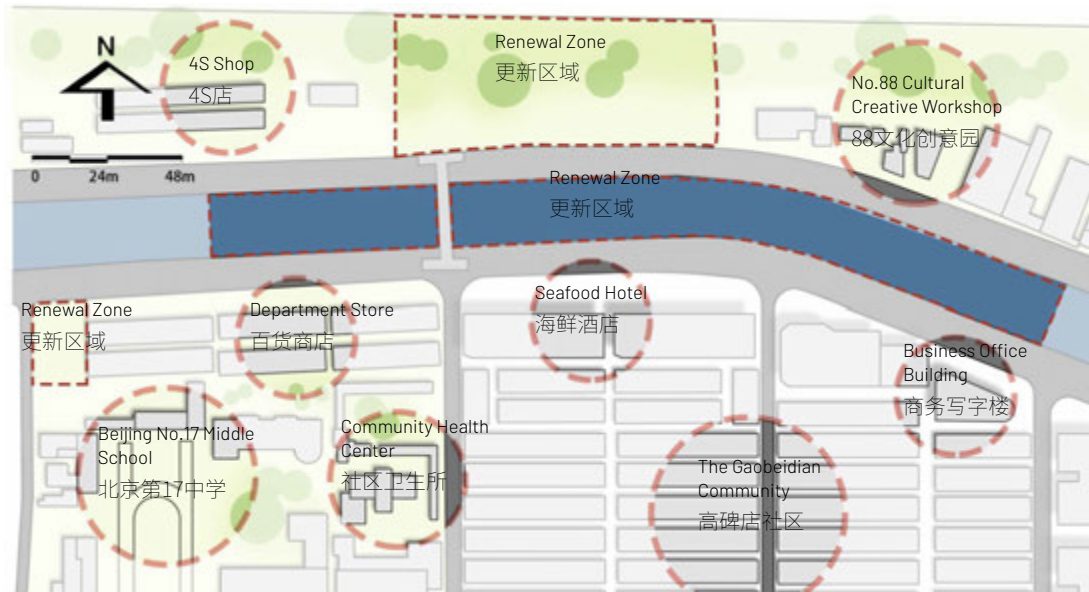 N
0 24m 48m
4S Shop
4S店
Renewal Zone
更新区域
No.88 Cultural
Creative Workshop
88文化创意园
Renewal Zone
更新区域
Renewal Zone
更新区域
Department Store
百货商店
Seafood Hotel
海鲜酒店
Business Office
Building
商务写字楼
Beijing No.17 Middle
School
北京第17中学
Community Health
Center
社区卫生所
The Gaobeidian
Community
高碑店社区